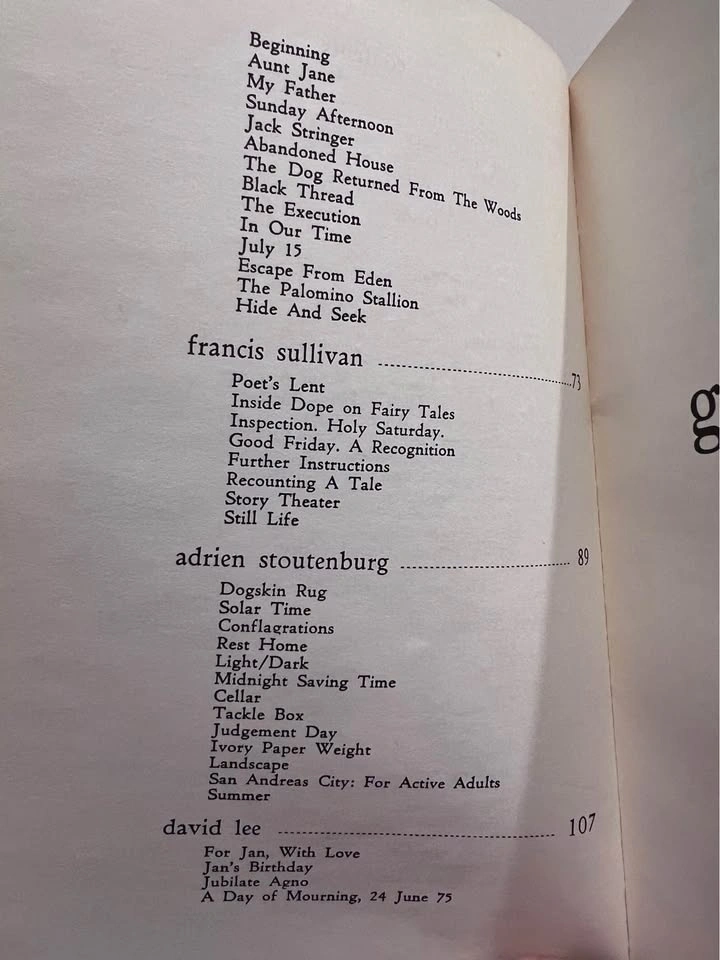 Beginning
Aunt Jane
My Father
Sunday Afternoon
Jack Stringer
Abandoned House
The Dog Returned From The Woods
Black Thread
The Execution
In Our Time
July 15
Escape From Eden
The Palomino Stallion
Hide And Seek
francis sullivan ........................................73
Poet's Lent
Inside Dope on Fairy Tales
Inspection. Holy Saturday.
Good Friday. A Recognition
Further Instructions
Recounting A Tale
Story Theater
Still Life
adrien stoutenburg ........................................ 89
Dogskin Rug
Solar Time
Conflagrations
Rest Home
Light/Dark
Midnight Saving Time
Cellar
Tackle Box
Judgement Day
Ivory Paper Weight
Landscape
San Andreas City: For Active Adults
Summer
david lee ........................................ 107
For Jan, With Love
Jan's Birthday
Jubilate Agno
A Day of Mourning, 24 June 75
g